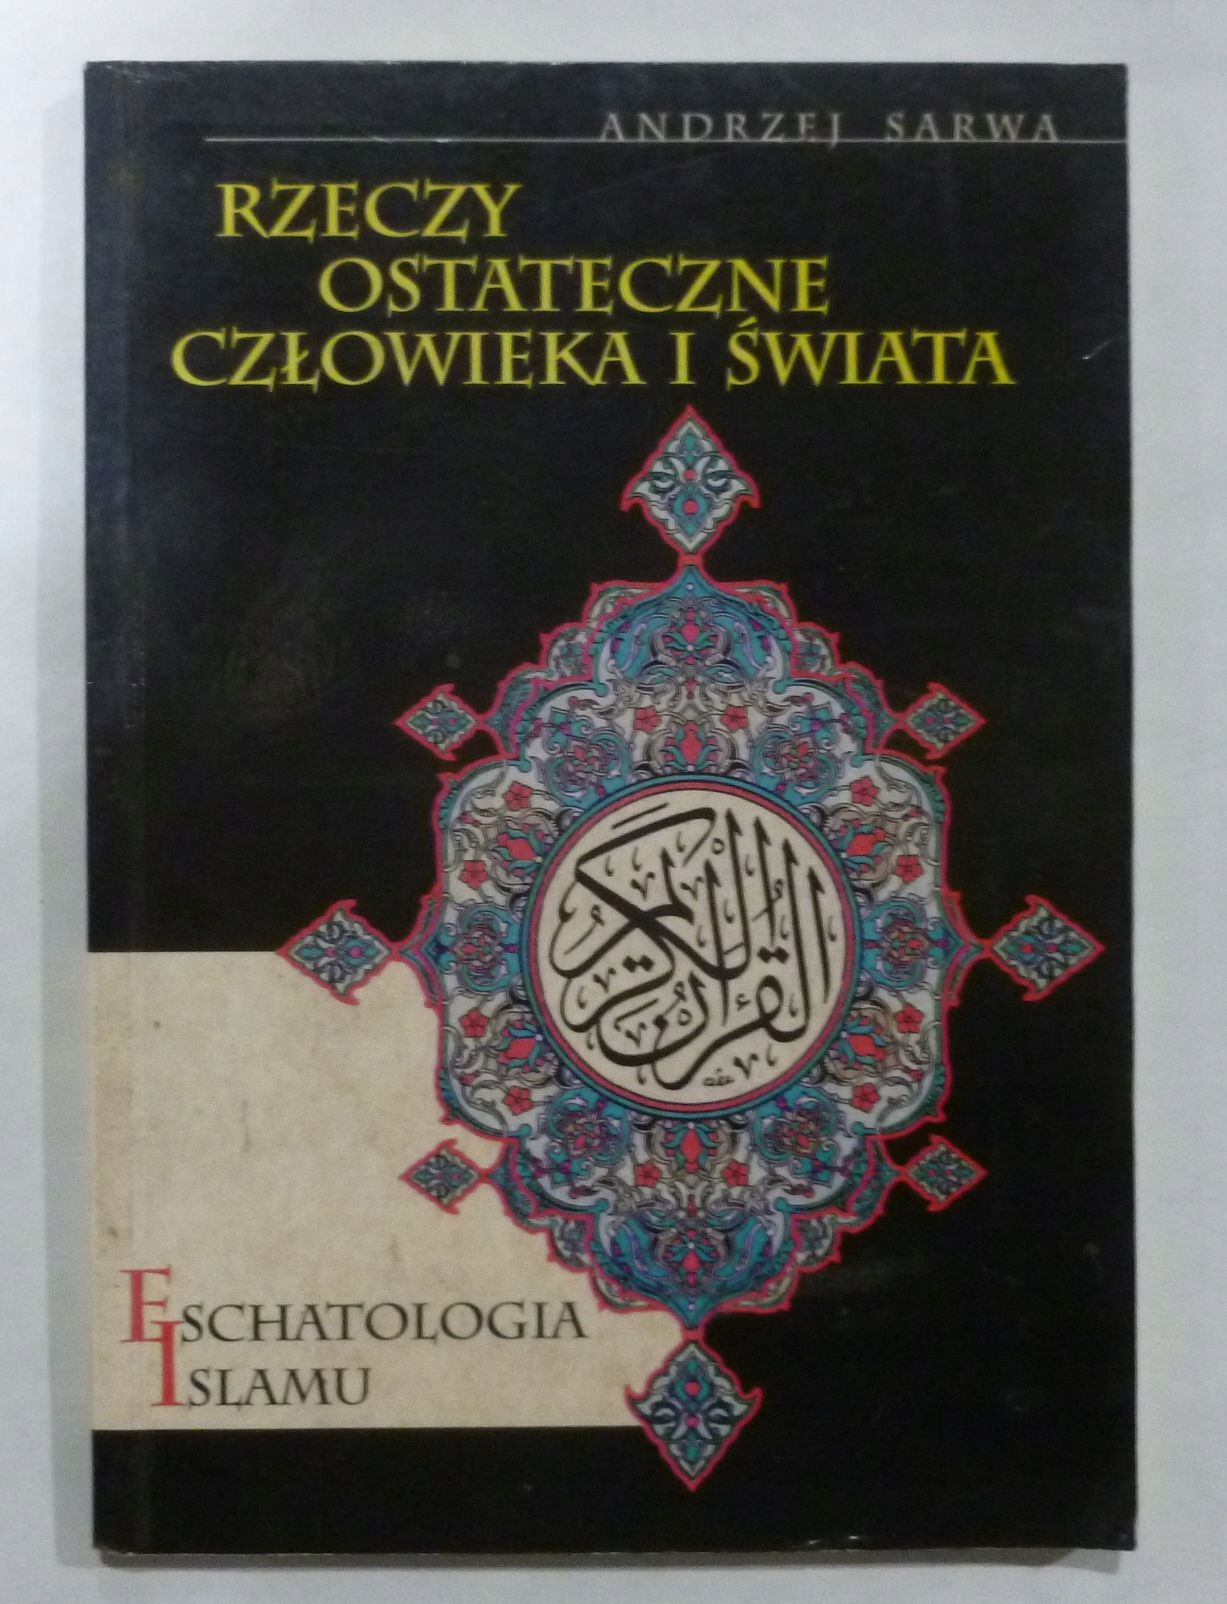 ANDRZEJ SARWA
RZECZY
OSTATECZNE
CZŁOWIEKA I ŚWIATA
القرآن الكريم
ESCHATOLOGIA
ISLAMU